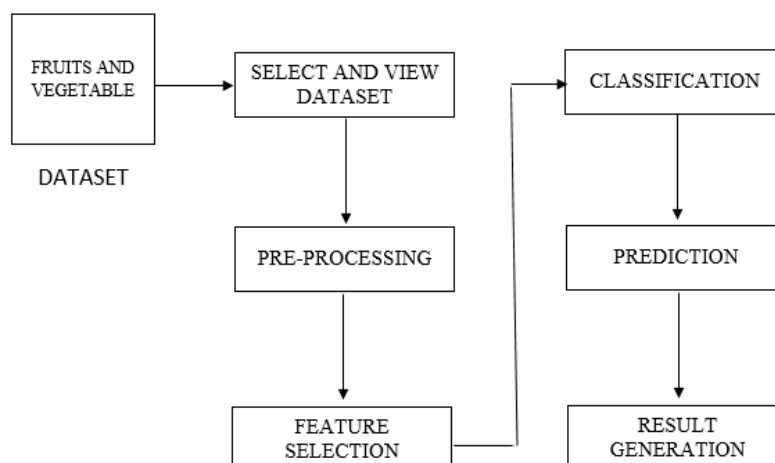 FRUITS AND
VEGETABLE
DATASET
SELECT AND VIEW
DATASET
PRE-PROCESSING
FEATURE
SELECTION
CLASSIFICATION
PREDICTION
RESULT
GENERATION